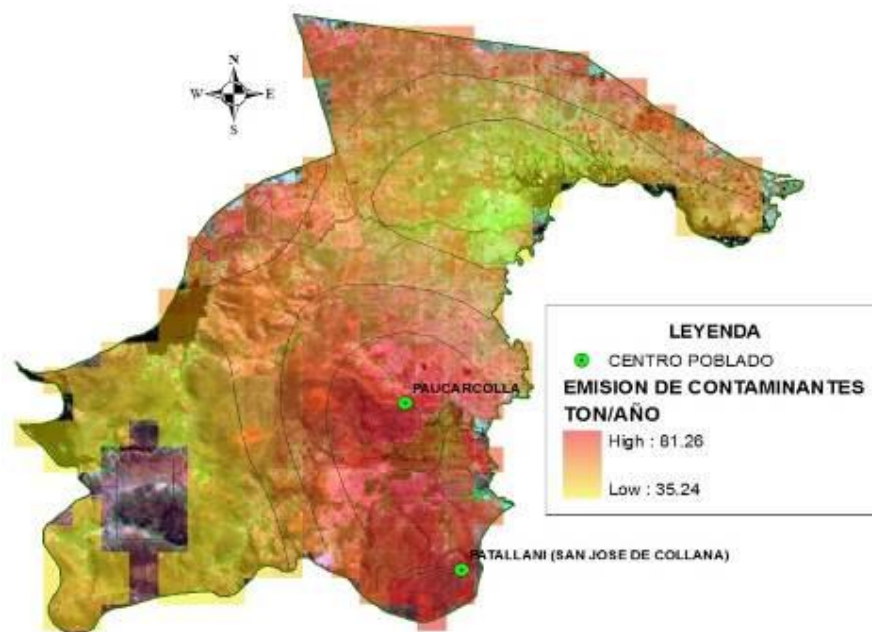 N
W E
S
LEYENDA
CENTRO POBLADO
EMISION DE CONTAMINANTES
TON/AÑO
High : 81.26
Low : 35.24
PAUCARCOLLA
PATALLANI (SAN JOSE DE COLLANA)